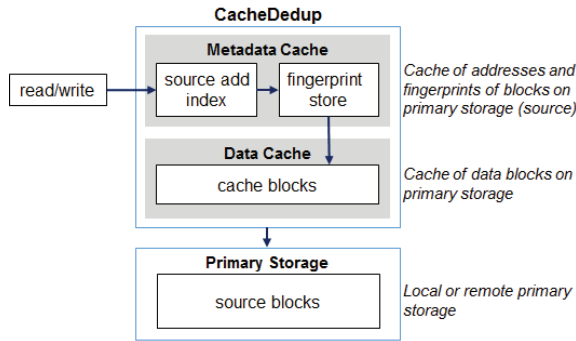 CacheDedup
Metadata Cache
read/write
source add
index
fingerprint
store
Cache of addresses and
fingerprints of blocks on
primary storage (source)
Data Cache
cache blocks
Cache of data blocks on
primary storage
Primary Storage
source blocks
Local or remote primary
storage